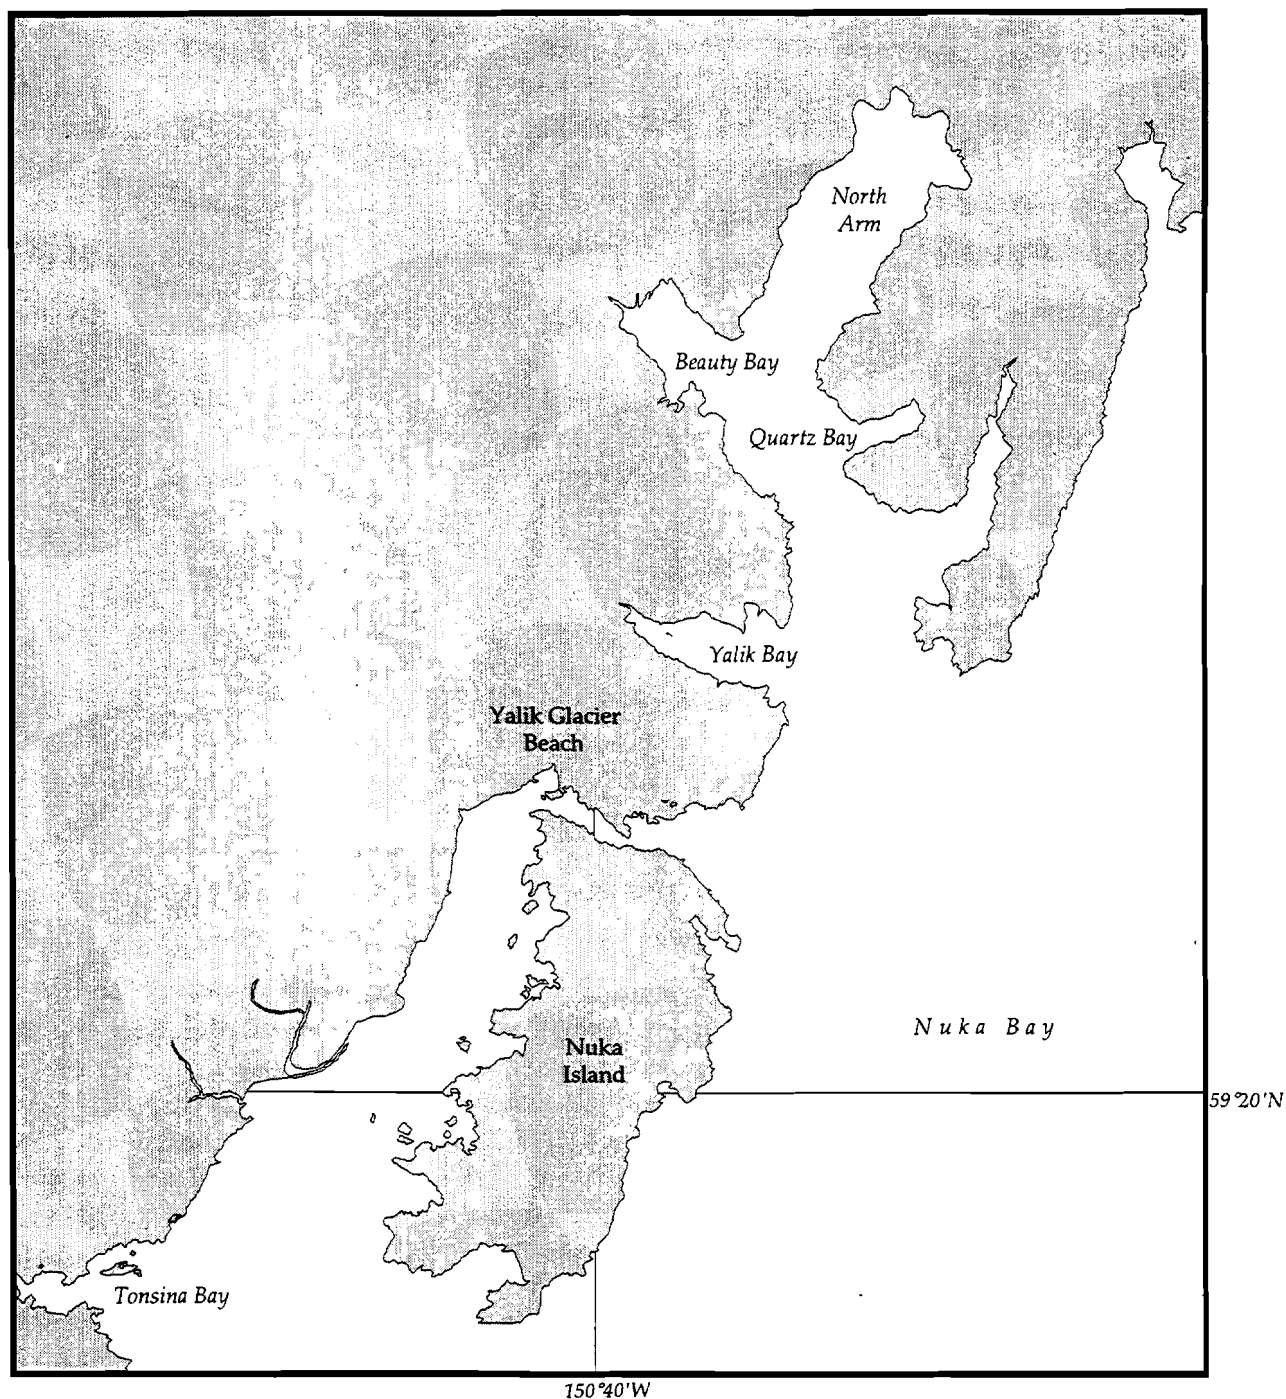 North
Arm
Beauty Bay
Quartz Bay
Yalik Bay
Yalik Glacier
Beach
Nuka Bay
Nuka
Island
59°20'N
Tonsina Bay
150°40'W